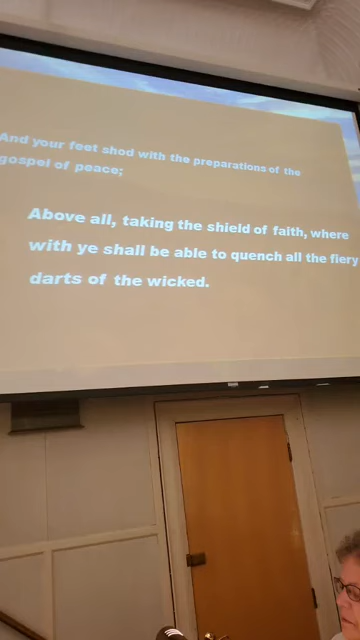 And your feet shod with the preparations of the
gospel of peace;
Above all, taking the shield of faith, where
with ye shall be able to quench all the fiery
darts of the wicked.